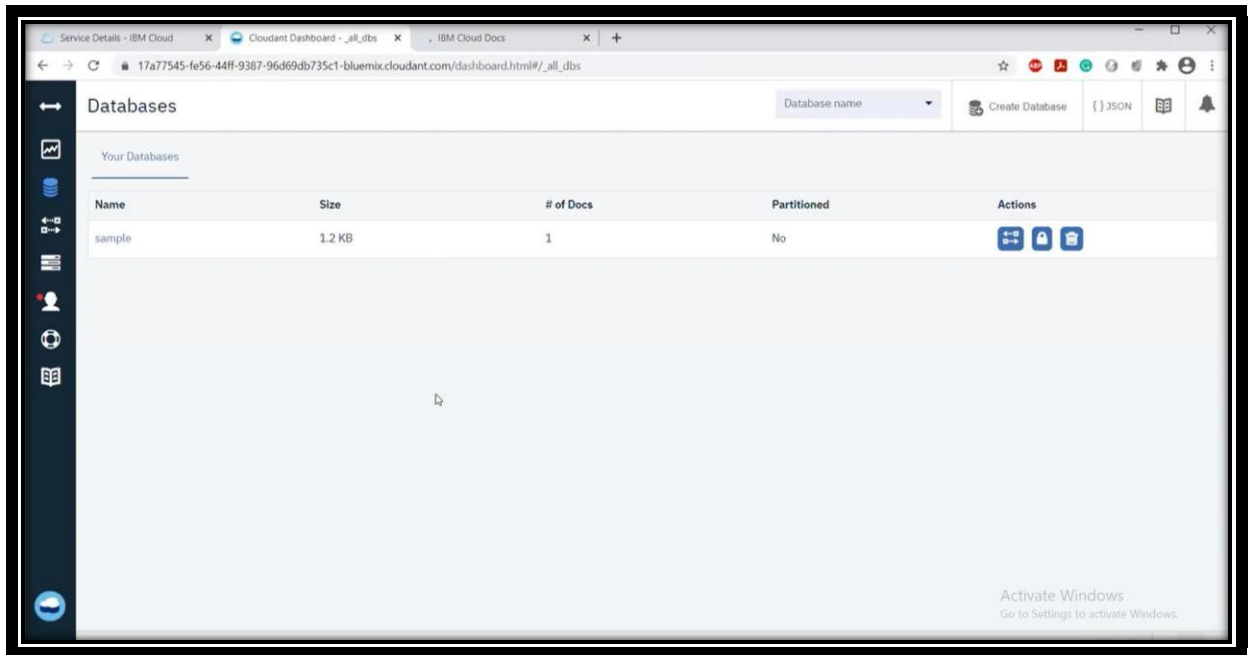 Service Details - IBM Cloud
Cloudant Dashboard - _all_dbs
IBM Cloud Docs
17a77545-fe56-44ff-9387-96d69db735c1-bluemix.cloudant.com/dashboard.html#/_all_dbs
ABP
Databases
Database name
Create Database
{ } JSON
Your Databases
Name Size # of Docs Partitioned Actions
sample 1.2 KB 1 No
Activate Windows
Go to Settings to activate Windows.